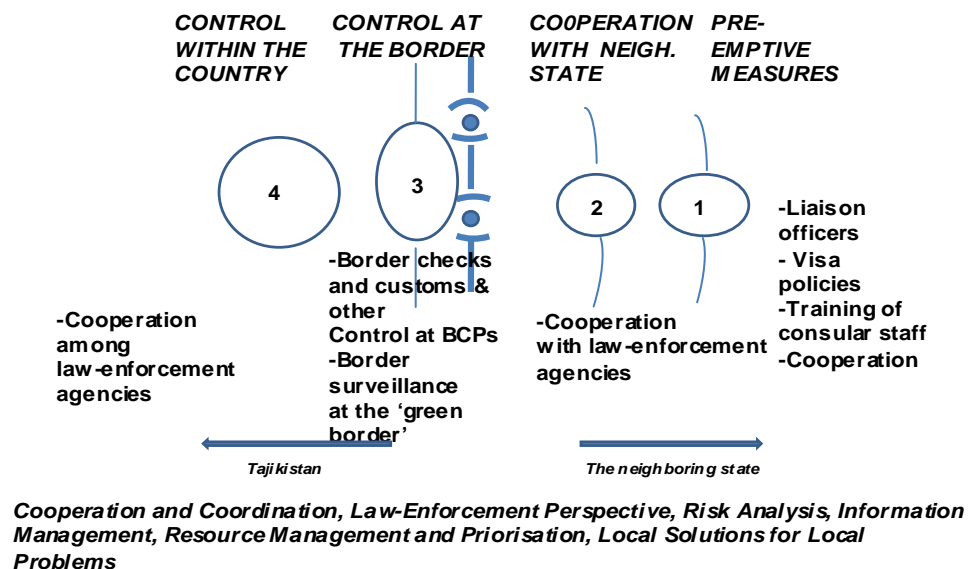 CONTROL
WITHIN THE
COUNTRY
CONTROL AT
THE BORDER
CO0PERATION
WITH NEIGH.
STATE
PRE-
EMPTIVE
MEASURES
4
3
2
1
-Cooperation
among
law-enforcement
agencies
-Border checks
and customs &
other
Control at BCPs
-Border
surveillance
at the ‘green
border’
-Cooperation
with law-enforcement
agencies
-Liaison
officers
- Visa
policies
-Training of
consular staff
-Cooperation
Tajikistan
The neighboring state
Cooperation and Coordination, Law-Enforcement Perspective, Risk Analysis, Information
Management, Resource Management and Priorisation, Local Solutions for Local
Problems